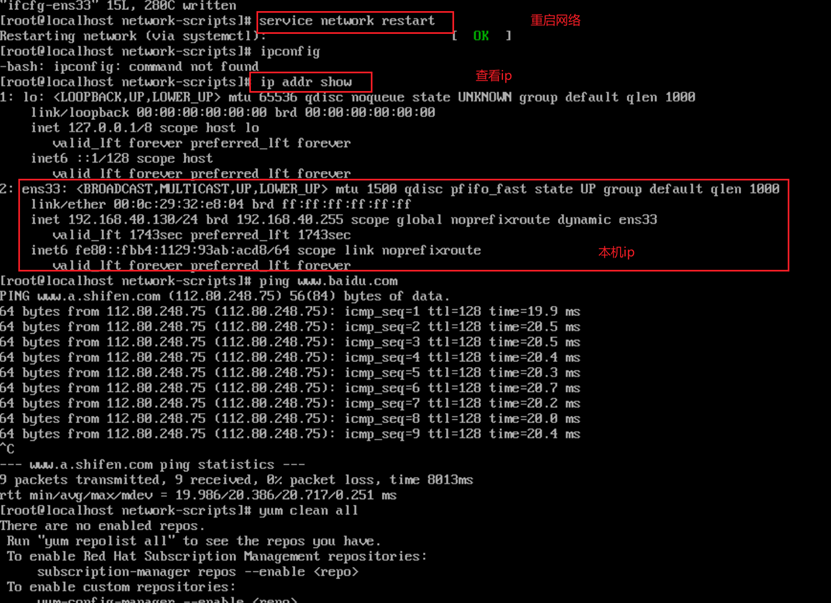 "ifcfg-ens33" 15L, 280C written
[root@localhost network-scripts]# service network restart
重启网络
Restarting network (via systemctl): [ OK ]
[root@localhost network-scripts]# ipconfig
-bash: ipconfig: command not found
[root@localhost network-scripts]# ip addr show
查看ip
1: lo: <LOOPBACK,UP,LOWER_UP> mtu 65536 qdisc noqueue state UNKNOWN group default qlen 1000
link/loopback 00:00:00:00:00:00 brd 00:00:00:00:00:00
inet 127.0.0.1/8 scope host lo
valid_lft forever preferred_lft forever
inet6 ::1/128 scope host
valid_lft forever preferred_lft forever
2: ens33: <BROADCAST,MULTICAST,UP,LOWER_UP> mtu 1500 qdisc pfifo_fast state UP group default qlen 1000
link/ether 00:0c:29:32:e8:04 brd ff:ff:ff:ff:ff:ff
inet 192.168.40.130/24 brd 192.168.40.255 scope global noprefixroute dynamic ens33
valid_lft 1743sec preferred_lft 1743sec
inet6 fe80::fbb4:1129:93ab:acd8/64 scope link noprefixroute
本机ip
valid_lft forever preferred_lft forever
[root@localhost network-scripts]# ping www.baidu.com
PING www.a.shifen.com (112.80.248.75) 56(84) bytes of data.
64 bytes from 112.80.248.75 (112.80.248.75): icmp_seq=1 ttl=128 time=19.9 ms
64 bytes from 112.80.248.75 (112.80.248.75): icmp_seq=2 ttl=128 time=20.5 ms
64 bytes from 112.80.248.75 (112.80.248.75): icmp_seq=3 ttl=128 time=20.5 ms
64 bytes from 112.80.248.75 (112.80.248.75): icmp_seq=4 ttl=128 time=20.4 ms
64 bytes from 112.80.248.75 (112.80.248.75): icmp_seq=5 ttl=128 time=20.3 ms
64 bytes from 112.80.248.75 (112.80.248.75): icmp_seq=6 ttl=128 time=20.7 ms
64 bytes from 112.80.248.75 (112.80.248.75): icmp_seq=7 ttl=128 time=20.2 ms
64 bytes from 112.80.248.75 (112.80.248.75): icmp_seq=8 ttl=128 time=20.0 ms
64 bytes from 112.80.248.75 (112.80.248.75): icmp_seq=9 ttl=128 time=20.4 ms
^C
--- www.a.shifen.com ping statistics ---
9 packets transmitted, 9 received, 0% packet loss, time 8013ms
rtt min/avg/max/mdev = 19.986/20.386/20.717/0.251 ms
[root@localhost network-scripts]# yum clean all
There are no enabled repos.
Run "yum repolist all" to see the repos you have.
To enable Red Hat Subscription Management repositories:
subscription-manager repos --enable <repo>
To enable custom repositories:
yum-config-manager --enable <repo>